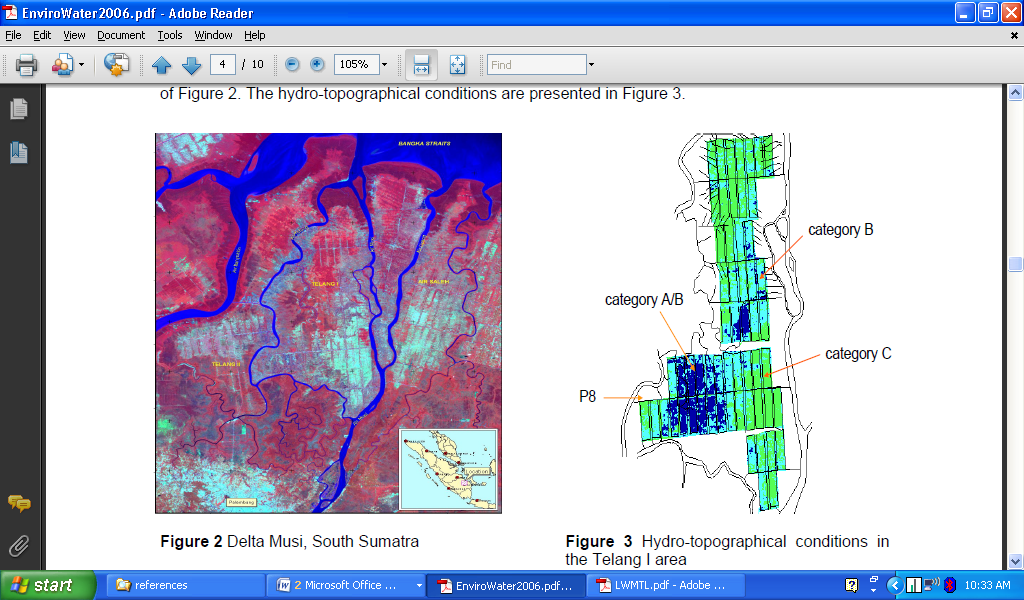 EnviroWater2006.pdf - Adobe Reader
File Edit View Document Tools Window Help
4 / 10 105% Find
of Figure 2. The hydro-topographical conditions are presented in Figure 3.
BANGKA STRAITS
TELANG I
AIR SALEH
TELANG II
Location
Palembang
category B
category A/B
category C
P8
Figure 2 Delta Musi, South Sumatra
Figure 3 Hydro-topographical conditions in
the Telang I area
start references 2 Microsoft Office ... EnviroWater2006.pdf... LWMTL.pdf - Adobe ... 10:33 AM